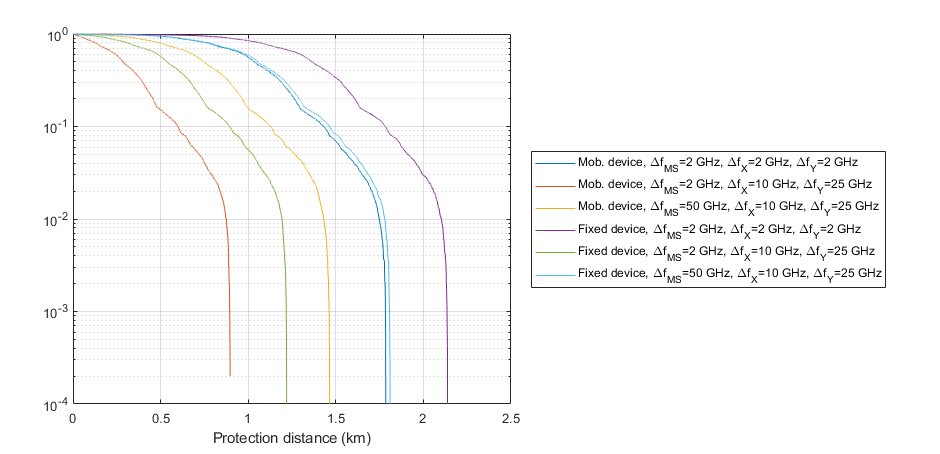 10^0
10^-1
10^-2
10^-3
10^-4
0 0.5 1 1.5 2 2.5
Protection distance (km)
Mob. device, Δf_MS=2 GHz, Δf_X=2 GHz, Δf_Y=2 GHz
Mob. device, Δf_MS=2 GHz, Δf_X=10 GHz, Δf_Y=25 GHz
Mob. device, Δf_MS=50 GHz, Δf_X=10 GHz, Δf_Y=25 GHz
Fixed device, Δf_MS=2 GHz, Δf_X=2 GHz, Δf_Y=2 GHz
Fixed device, Δf_MS=2 GHz, Δf_X=10 GHz, Δf_Y=25 GHz
Fixed device, Δf_MS=50 GHz, Δf_X=10 GHz, Δf_Y=25 GHz